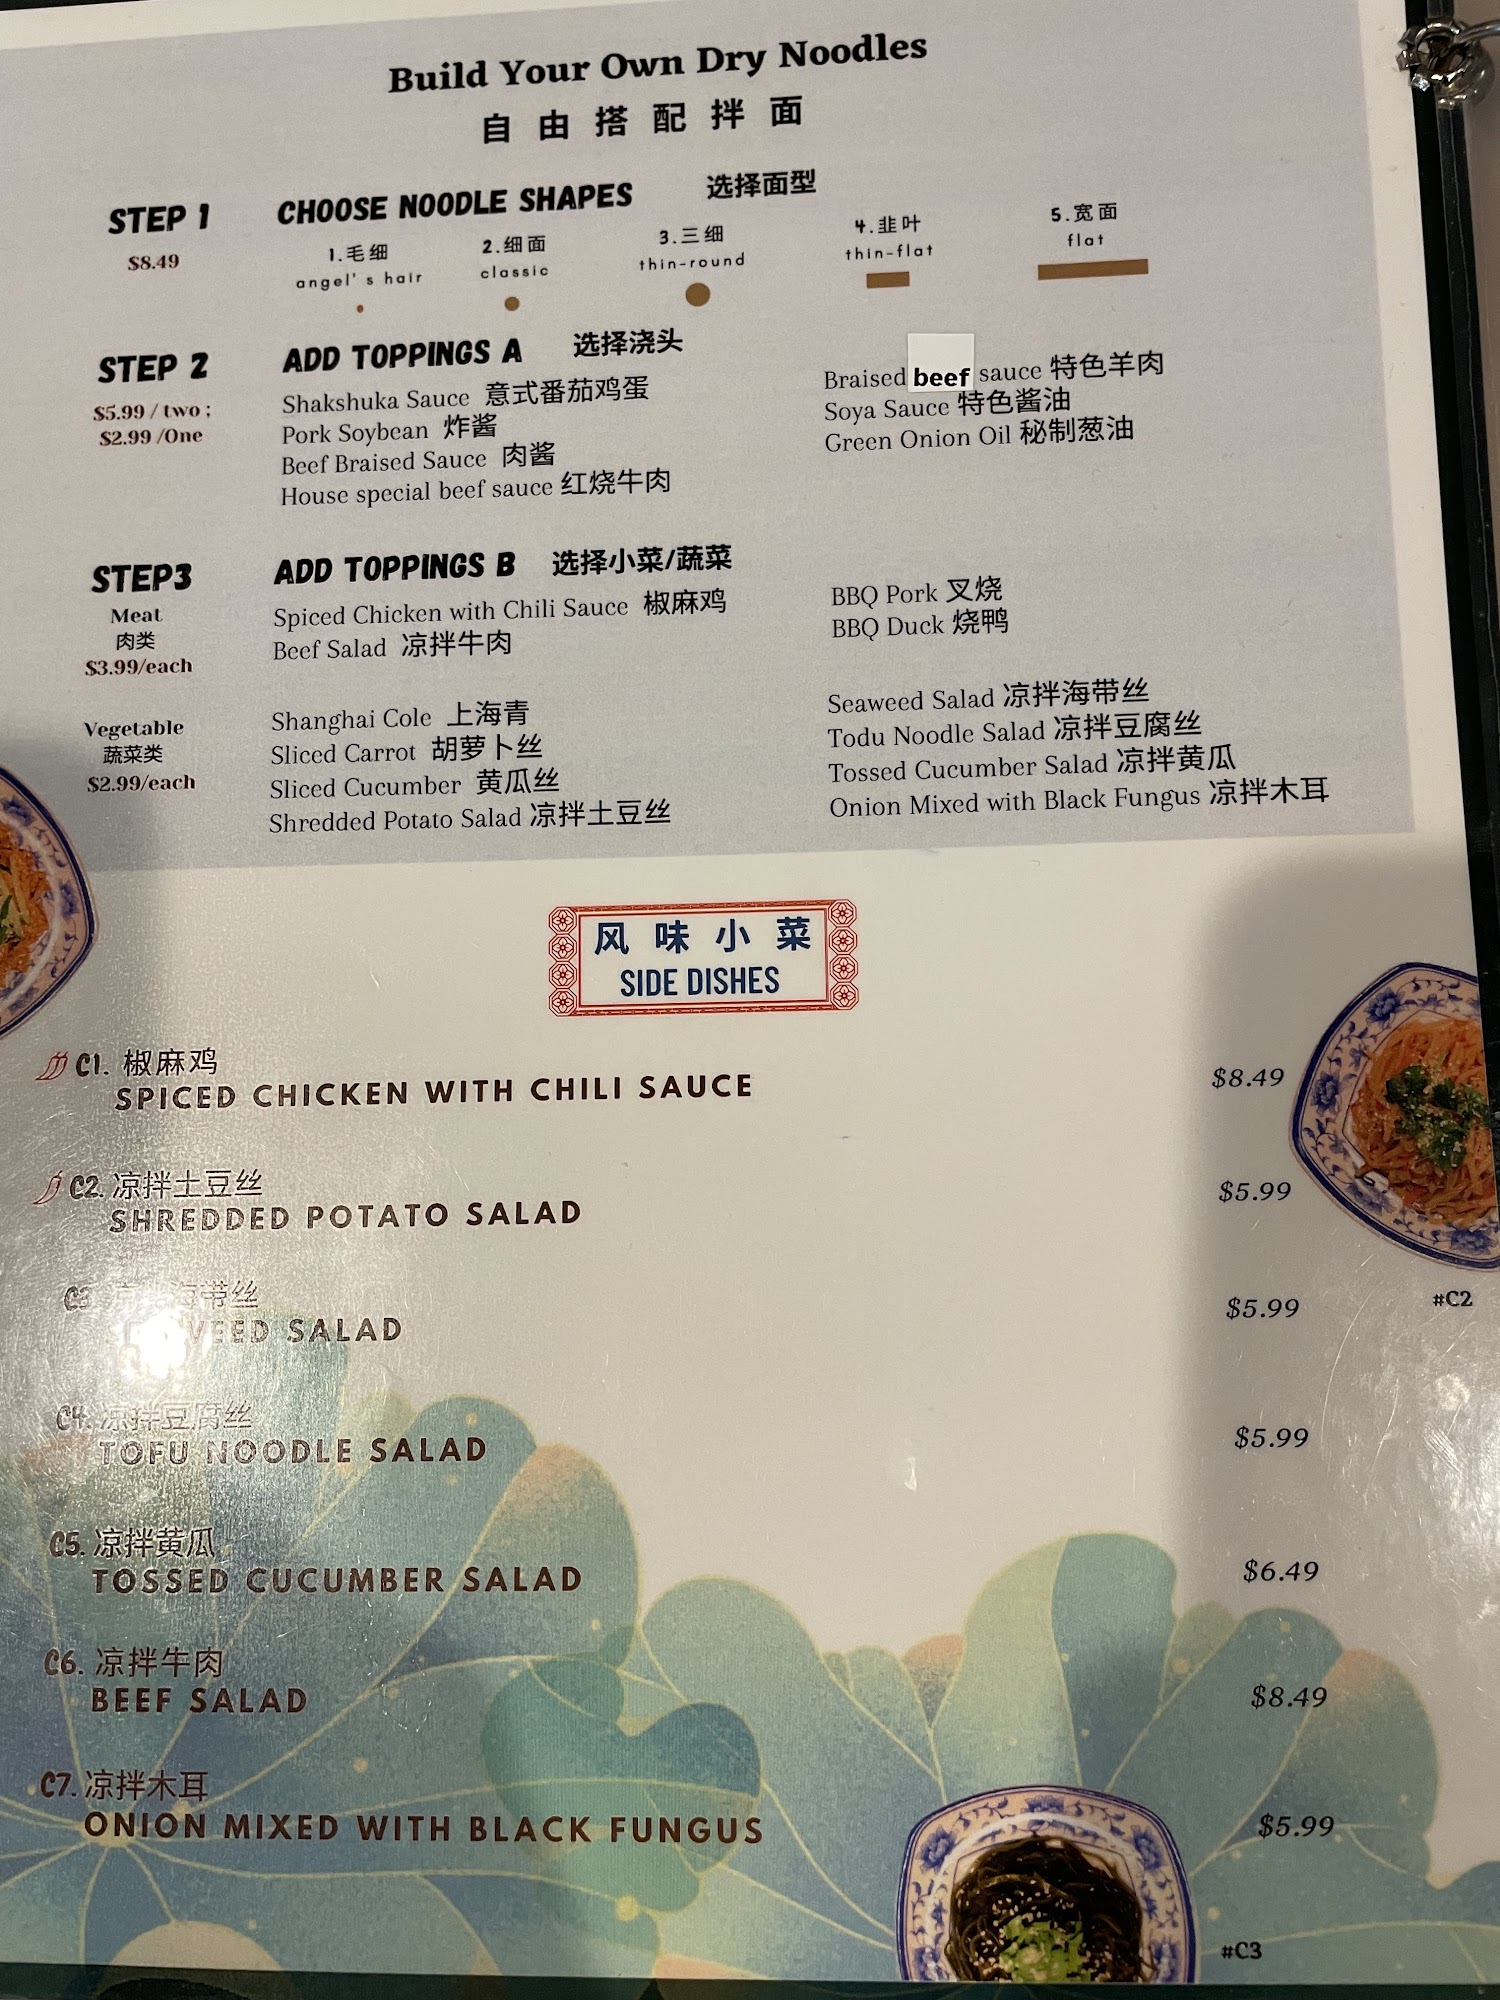 Build Your Own Dry Noodles
自由搭配拌面
STEP 1 CHOOSE NOODLE SHAPES 选择面型
$8.49
1.毛细 2.细面 3.三细 4.韭叶 5.宽面
angel' s hair classic thin-round thin-flat flat
STEP 2 ADD TOPPINGS A 选择浇头
$5.99 / two ;
$2.99 /One
Shakshuka Sauce 意式番茄鸡蛋
Pork Soybean 炸酱
Beef Braised Sauce 肉酱
House special beef sauce 红烧牛肉
Braised beef sauce 特色羊肉
Soya Sauce 特色酱油
Green Onion Oil 秘制葱油
STEP3 ADD TOPPINGS B 选择小菜/蔬菜
Meat
肉类
$3.99/each
Spiced Chicken with Chili Sauce 椒麻鸡
Beef Salad 凉拌牛肉
BBQ Pork 叉烧
BBQ Duck 烧鸭
Vegetable
蔬菜类
$2.99/each
Shanghai Cole 上海青
Sliced Carrot 胡萝卜丝
Sliced Cucumber 黄瓜丝
Shredded Potato Salad 凉拌土豆丝
Seaweed Salad 凉拌海带丝
Todu Noodle Salad 凉拌豆腐丝
Tossed Cucumber Salad 凉拌黄瓜
Onion Mixed with Black Fungus 凉拌木耳
风味小菜
SIDE DISHES
C1. 椒麻鸡
SPICED CHICKEN WITH CHILI SAUCE $8.49
C2. 凉拌土豆丝
SHREDDED POTATO SALAD $5.99
#C2
海带丝
SALAD $5.99
C4. 凉拌豆腐丝
TOFU NOODLE SALAD $5.99
C5. 凉拌黄瓜
TOSSED CUCUMBER SALAD $6.49
C6. 凉拌牛肉
BEEF SALAD $8.49
C7. 凉拌木耳
ONION MIXED WITH BLACK FUNGUS $5.99
#C3